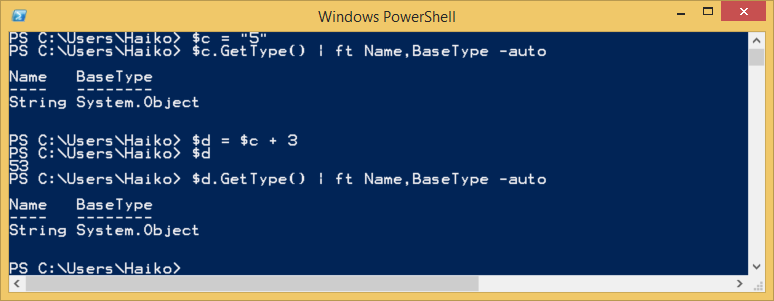 Windows PowerShell
PS C:\Users\Haiko> $c = "5"
PS C:\Users\Haiko> $c.GetType() | ft Name,BaseType -auto
Name   BaseType
----   --------
String System.Object
PS C:\Users\Haiko> $d = $c + 3
PS C:\Users\Haiko> $d
53
PS C:\Users\Haiko> $d.GetType() | ft Name,BaseType -auto
Name   BaseType
----   --------
String System.Object
PS C:\Users\Haiko>